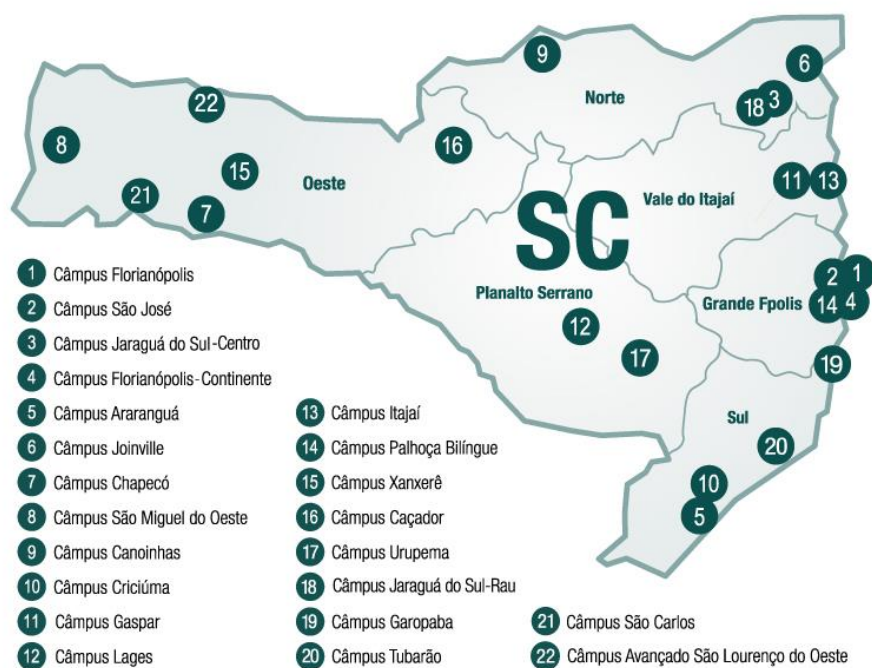 9
6
Norte
22
3
18
8
16
15
Oeste
11
13
21
Vale do Itajaí
7
SC
1 Câmpus Florianópolis
2
1
Planalto Serrano
Grande Fpolis
14
4
2 Câmpus São José
12
3 Câmpus Jaraguá do Sul-Centro
17
19
4 Câmpus Florianópolis-Continente
5 Câmpus Araranguá
Sul
6 Câmpus Joinville
20
7 Câmpus Chapecó
10
8 Câmpus São Miguel do Oeste
5
9 Câmpus Canoinhas
10 Câmpus Criciúma
11 Câmpus Gaspar
12 Câmpus Lages
13 Câmpus Itajaí
14 Câmpus Palhoça Bilíngue
15 Câmpus Xanxerê
16 Câmpus Caçador
17 Câmpus Urupema
18 Câmpus Jaraguá do Sul-Rau
19 Câmpus Garopaba
20 Câmpus Tubarão
21 Câmpus São Carlos
22 Câmpus Avançado São Lourenço do Oeste